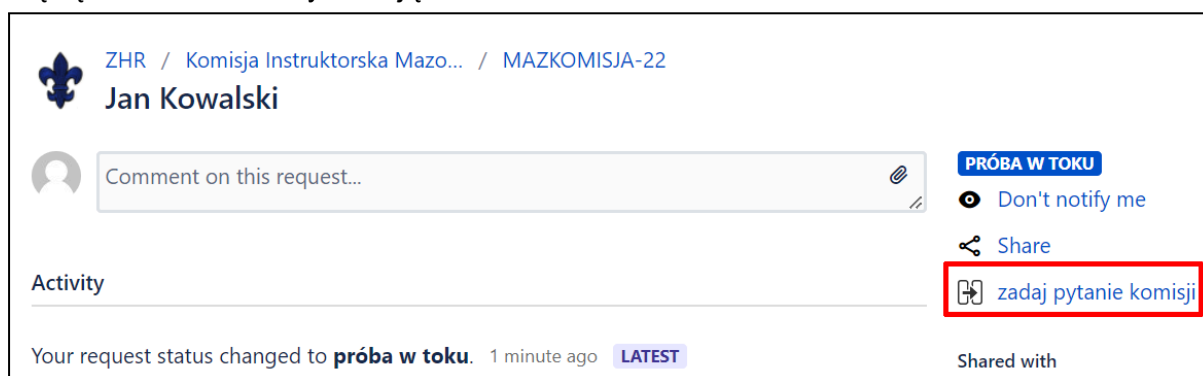 ZHR / Komisja Instruktorska Mazo... / MAZKOMISJA-22
Jan Kowalski
Comment on this request...
PRÓBA W TOKU
Don't notify me
Share
zadaj pytanie komisji
Activity
Your request status changed to próba w toku. 1 minute ago LATEST
Shared with